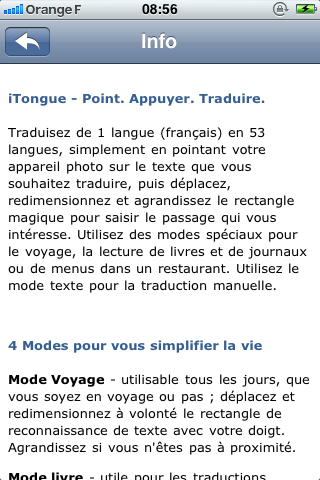 Orange F 08:56
Info
iTongue - Point. Appuyer. Traduire.
Traduisez de 1 langue (français) en 53
langues, simplement en pointant votre
appareil photo sur le texte que vous
souhaitez traduire, puis déplacez,
redimensionnez et agrandissez le rectangle
magique pour saisir le passage qui vous
intéresse. Utilisez des modes spéciaux pour
le voyage, la lecture de livres et de journaux
ou de menus dans un restaurant. Utilisez le
mode texte pour la traduction manuelle.
4 Modes pour vous simplifier la vie
Mode Voyage - utilisable tous les jours, que
vous soyez en voyage ou pas ; déplacez et
redimensionnez à volonté le rectangle de
reconnaissance de texte avec votre doigt.
Agrandissez si vous n'êtes pas à proximité.
Mode livre - utile pour les traductions